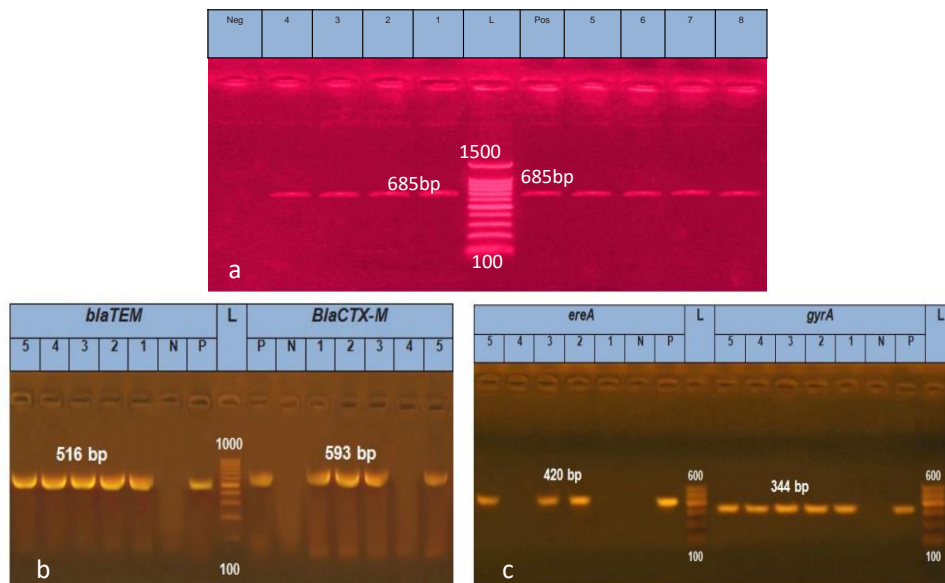 Neg 4 3 2 1 L Pos 5 6 7 8
1500
685bp 685bp
100
a
blaTEM L BlaCTX-M
5 4 3 2 1 N P P N 1 2 3 4 5
1000
516 bp 593 bp
100
b
ereA L gyrA L
5 4 3 2 1 N P 5 4 3 2 1 N P
600 600
420 bp 344 bp
100 100
c